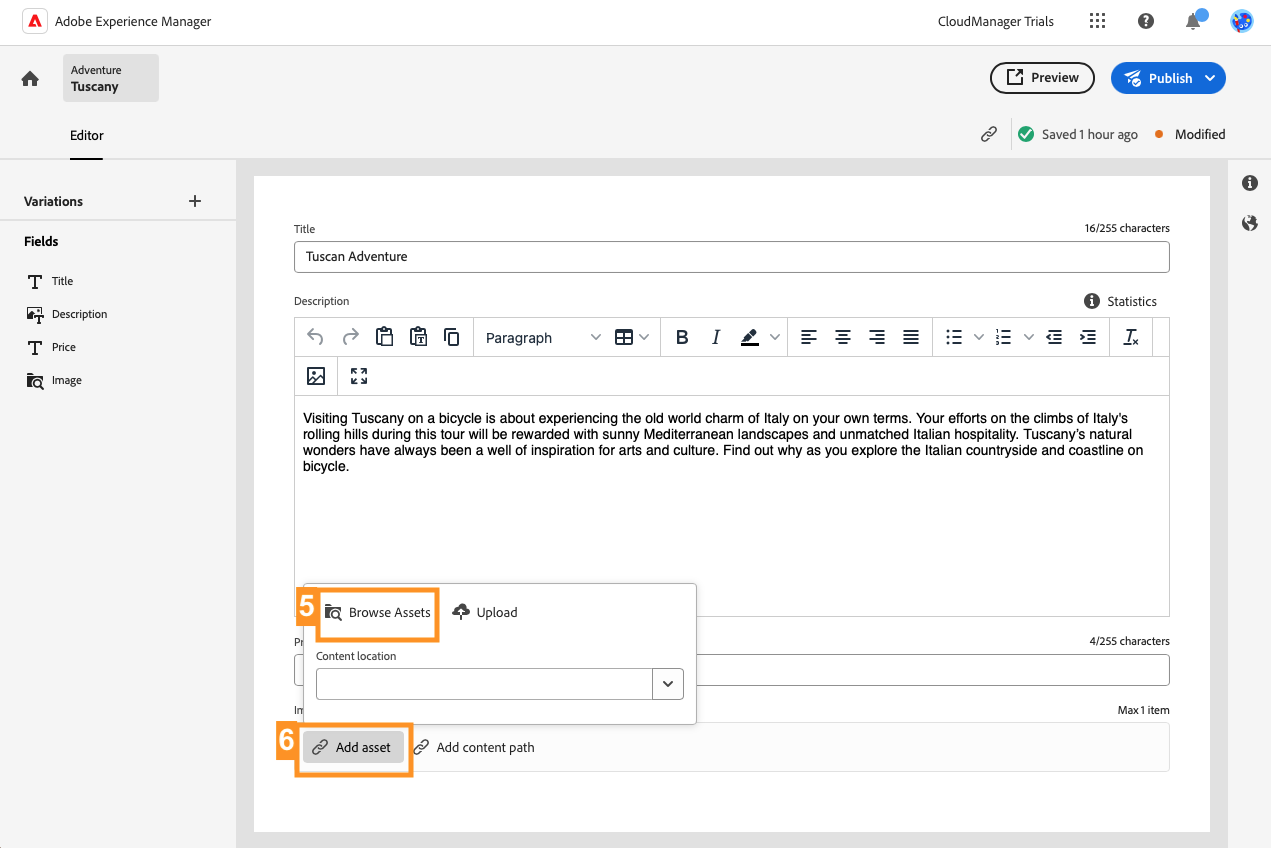 Adobe Experience Manager
CloudManager Trials
Adventure
Tuscany
Preview
Publish
Editor
Saved 1 hour ago
Modified
Variations
Fields
Title
Description
Price
Image
Title
16/255 characters
Tuscan Adventure
Description
Statistics
Paragraph
B I
Visiting Tuscany on a bicycle is about experiencing the old world charm of Italy on your own terms. Your efforts on the climbs of Italy's
rolling hills during this tour will be rewarded with sunny Mediterranean landscapes and unmatched Italian hospitality. Tuscany’s natural
wonders have always been a well of inspiration for arts and culture. Find out why as you explore the Italian countryside and coastline on
bicycle.
5
Browse Assets
Upload
4/255 characters
Content location
Max 1 item
6
Add asset
Add content path